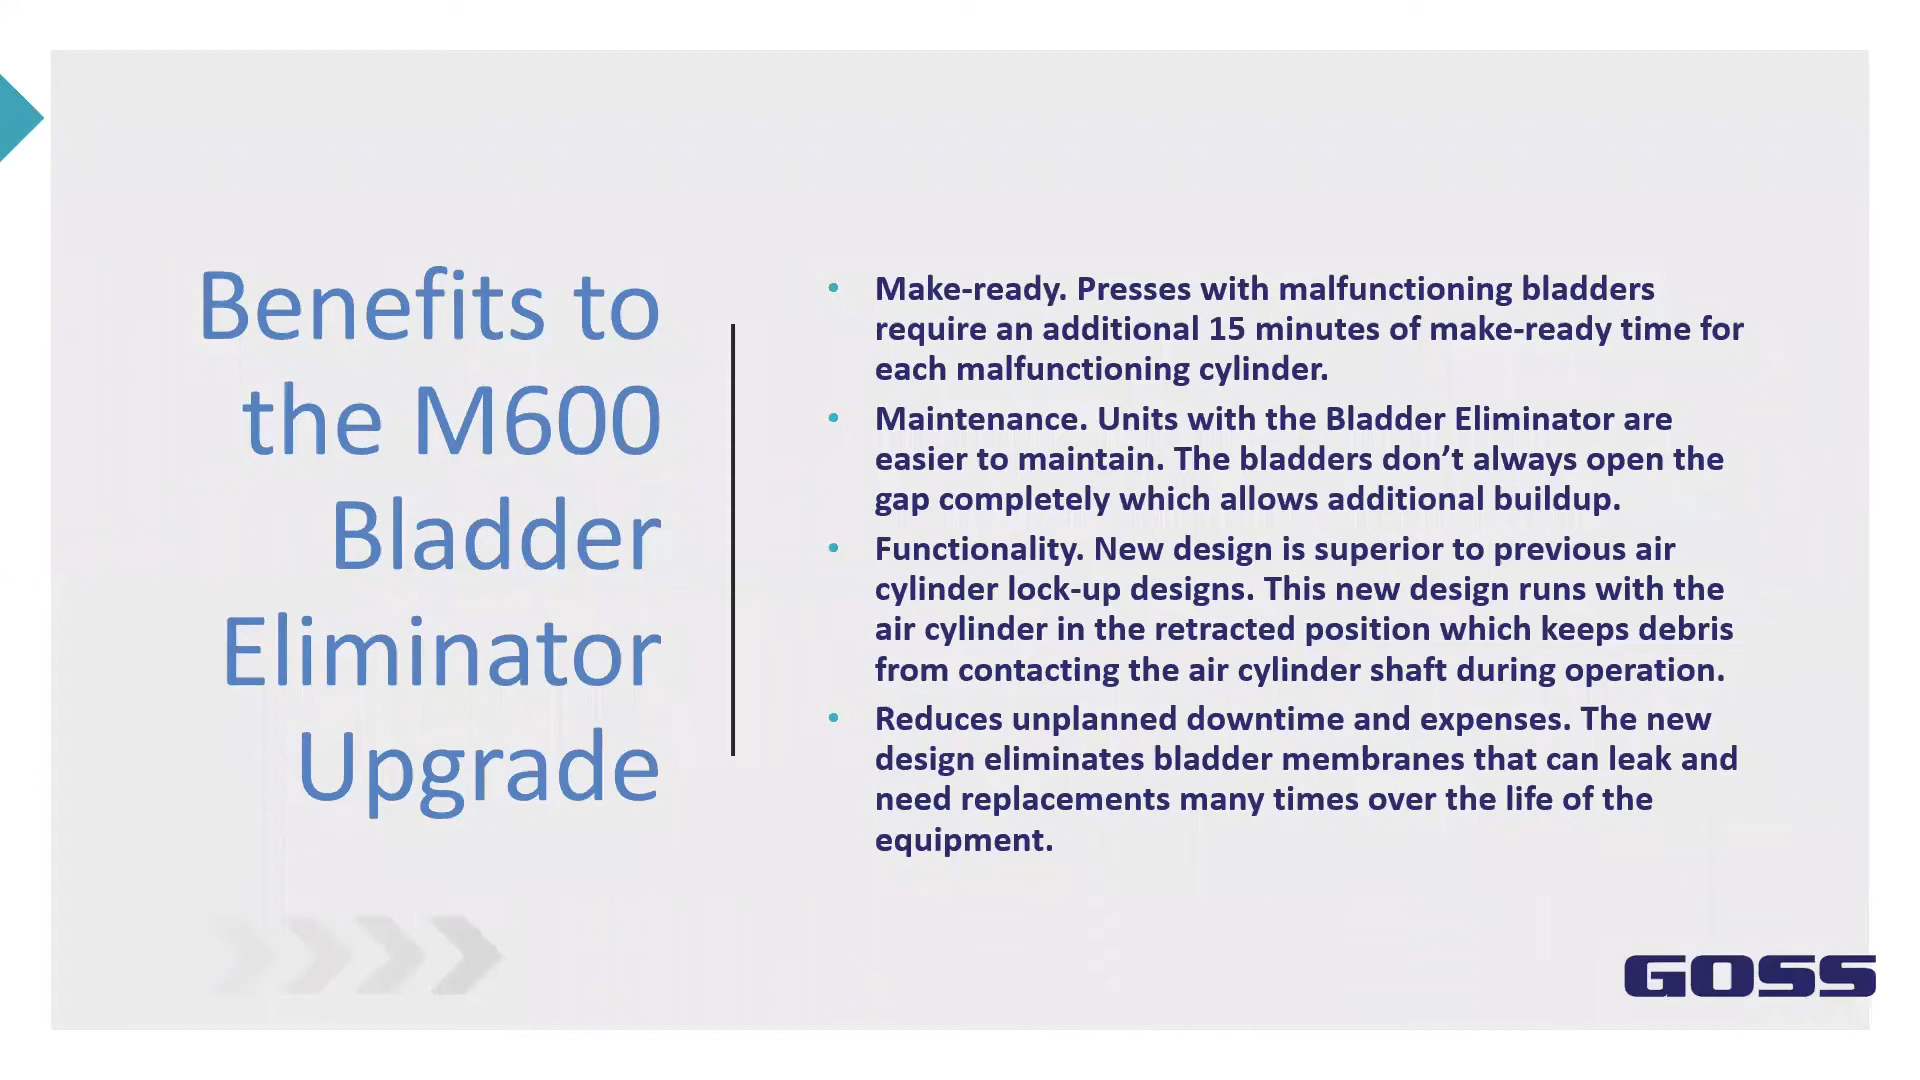 Benefits to
the M600
Bladder
Eliminator
Upgrade
• Make-ready. Presses with malfunctioning bladders
require an additional 15 minutes of make-ready time for
each malfunctioning cylinder.
• Maintenance. Units with the Bladder Eliminator are
easier to maintain. The bladders don’t always open the
gap completely which allows additional buildup.
• Functionality. New design is superior to previous air
cylinder lock-up designs. This new design runs with the
air cylinder in the retracted position which keeps debris
from contacting the air cylinder shaft during operation.
• Reduces unplanned downtime and expenses. The new
design eliminates bladder membranes that can leak and
need replacements many times over the life of the
equipment.
GOSS